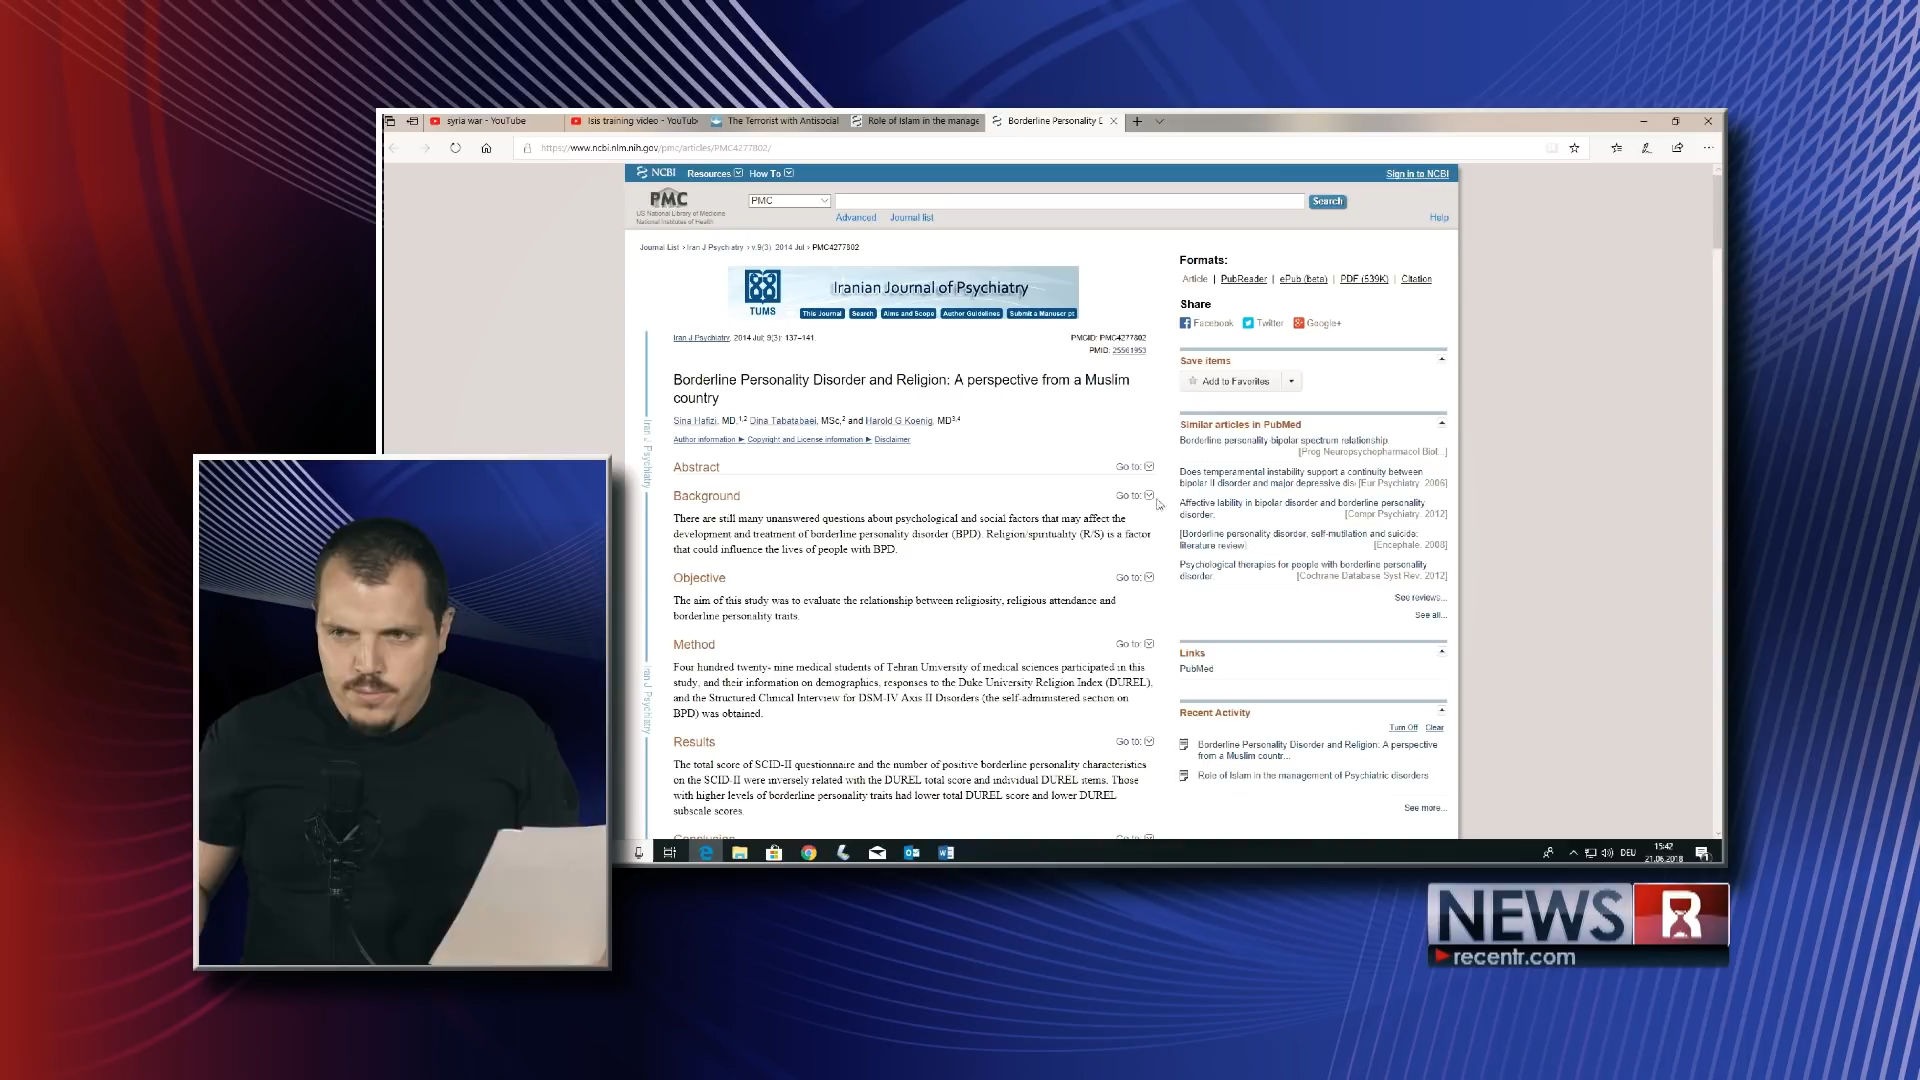 syria war - YouTube
Isis training video - YouTub
The Terrorist with Antisocial
Role of Islam in the manage
Borderline Personality D
https://www.ncbi.nlm.nih.gov/pmc/articles/PMC4277802/
NCBI Resources How To
Sign in to NCBI
PMC
US National Library of Medicine
National Institutes of Health
PMC
Search
Advanced Journal list
Help
Journal List > Iran J Psychiatry > v.9(3) 2014 Jul > PMC4277802
TUMS
Iranian Journal of Psychiatry
This Journal Search Aims and Scope Author Guidelines Submit a Manuscript
Iran J Psychiatry
Iran J Psychiatry
Iran J Psychiatry. 2014 Jul; 9(3): 137–141.
PMCID: PMC4277802
PMID: 25561953
Borderline Personality Disorder and Religion: A perspective from a Muslim
country
Sina Hafizi, MD,1,2 Dina Tabatabaei, MSc,2 and Harold G Koenig, MD3,4
Author information ► Copyright and License information ► Disclaimer
Abstract
Go to:
Background
Go to:
There are still many unanswered questions about psychological and social factors that may affect the
development and treatment of borderline personality disorder (BPD). Religion/spirituality (R/S) is a factor
that could influence the lives of people with BPD.
Objective
Go to:
The aim of this study was to evaluate the relationship between religiosity, religious attendance and
borderline personality traits.
Method
Go to:
Four hundred twenty- nine medical students of Tehran University of medical sciences participated in this
study, and their information on demographics, responses to the Duke University Religion Index (DUREL),
and the Structured Clinical Interview for DSM-IV Axis II Disorders (the self-administered section on
BPD) was obtained.
Results
Go to:
The total score of SCID-II questionnaire and the number of positive borderline personality characteristics
on the SCID-II were inversely related with the DUREL total score and individual DUREL items. Those
with higher levels of borderline personality traits had lower total DUREL score and lower DUREL
subscale scores.
Conclusion
Go to:
Formats:
Article | PubReader | ePub (beta) | PDF (539K) | Citation
Share
Facebook Twitter Google+
Save items
Add to Favorites
Similar articles in PubMed
Borderline personality-bipolar spectrum relationship.
[Prog Neuropsychopharmacol Biol...]
Does temperamental instability support a continuity between
bipolar II disorder and major depressive dis [Eur Psychiatry. 2006]
Affective lability in bipolar disorder and borderline personality
disorder. [Compr Psychiatry. 2012]
[Borderline personality disorder, self-mutilation and suicide:
literature review]. [Encephale. 2008]
Psychological therapies for people with borderline personality
disorder. [Cochrane Database Syst Rev. 2012]
See reviews...
See all...
Links
PubMed
Recent Activity
Turn Off Clear
Borderline Personality Disorder and Religion: A perspective
from a Muslim countr...
Role of Islam in the management of Psychiatric disorders
See more...
DEU
15:42
21.06.2018
NEWS R
recentr.com